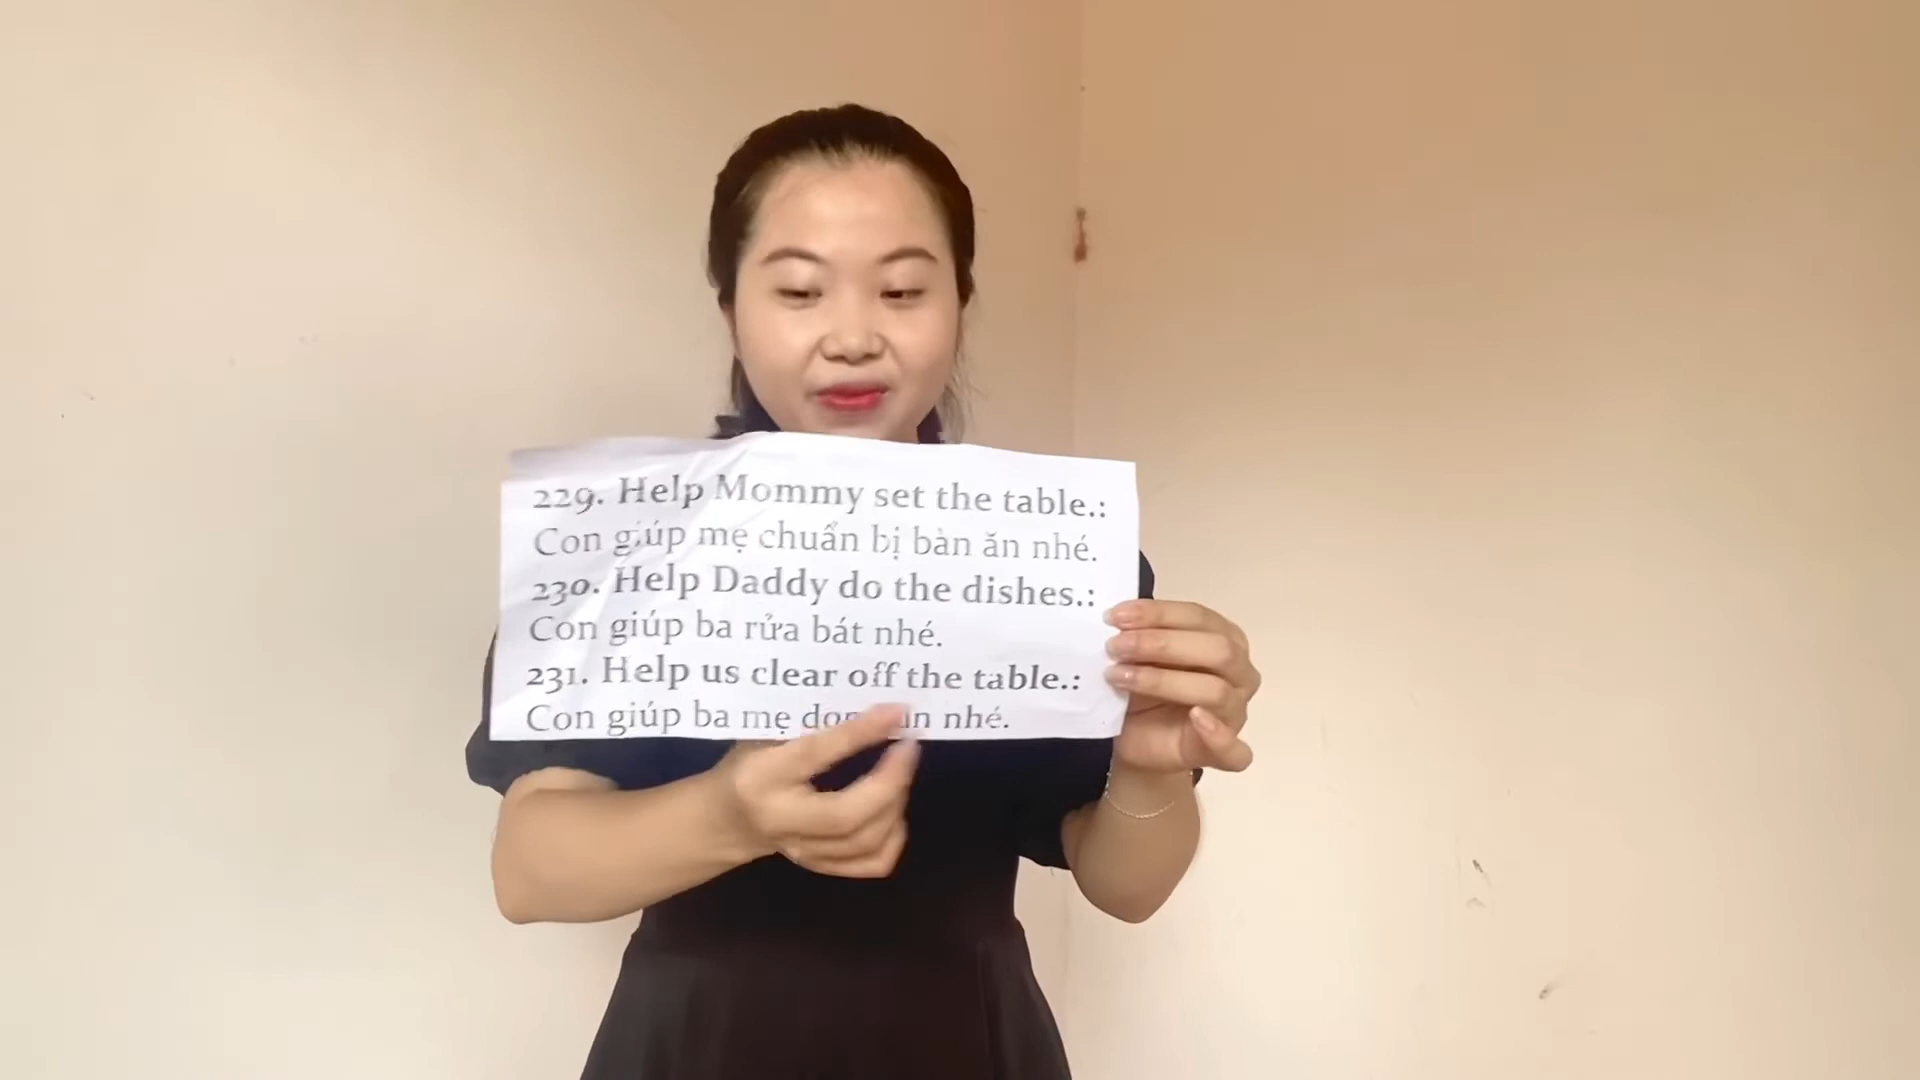 229. Help Mommy set the table.:
Con giúp mẹ chuẩn bị bàn ăn nhé.
230. Help Daddy do the dishes.:
Con giúp ba rửa bát nhé.
231. Help us clear off the table.:
Con giúp ba mẹ nhé.